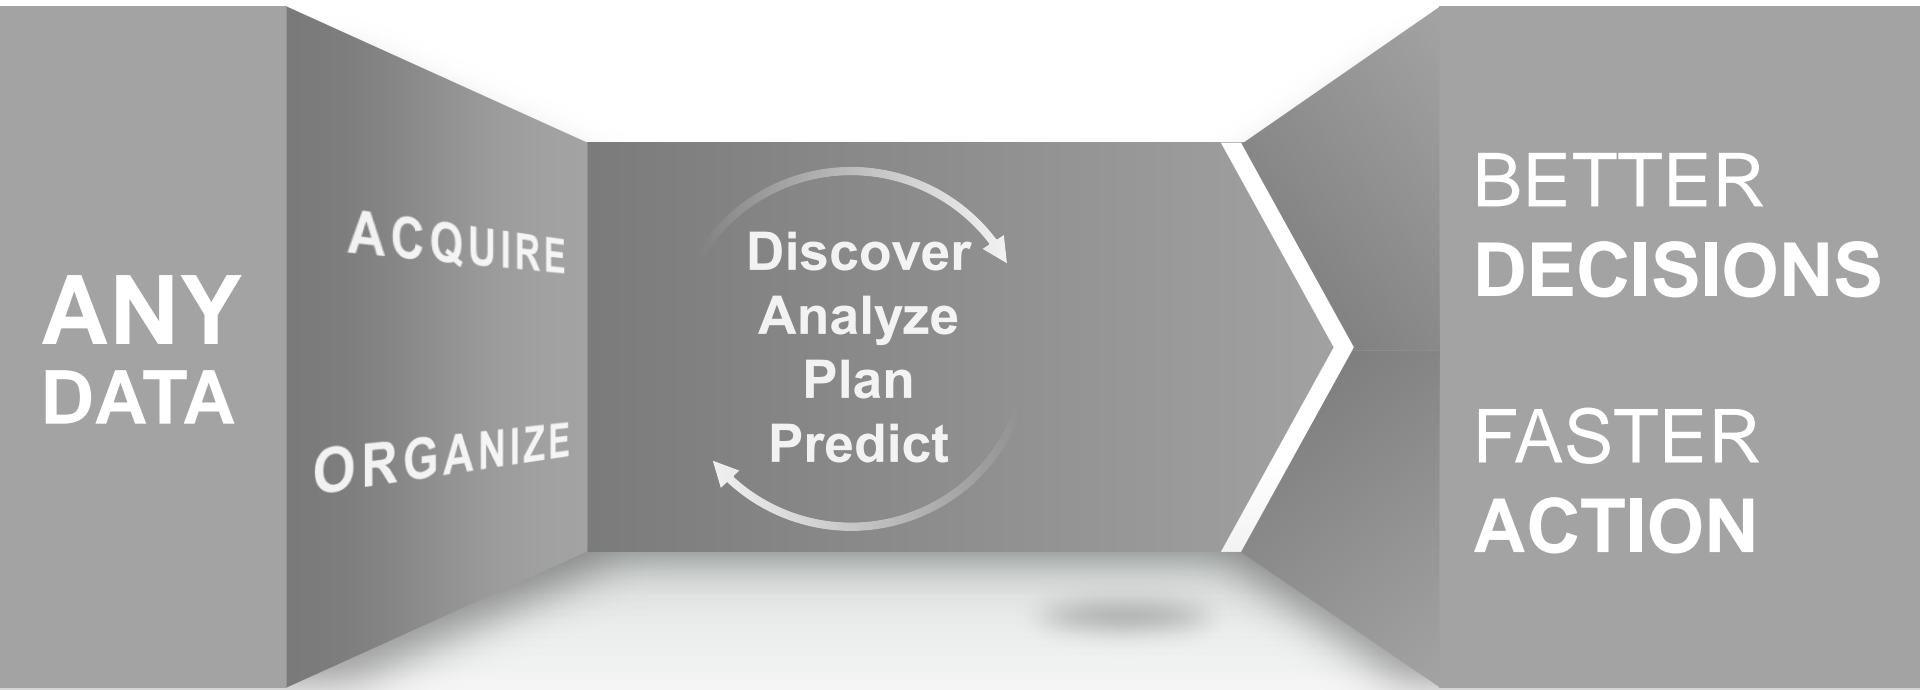 ANY
DATA
ACQUIRE
ORGANIZE
Discover
Analyze
Plan
Predict
BETTER
DECISIONS
FASTER
ACTION